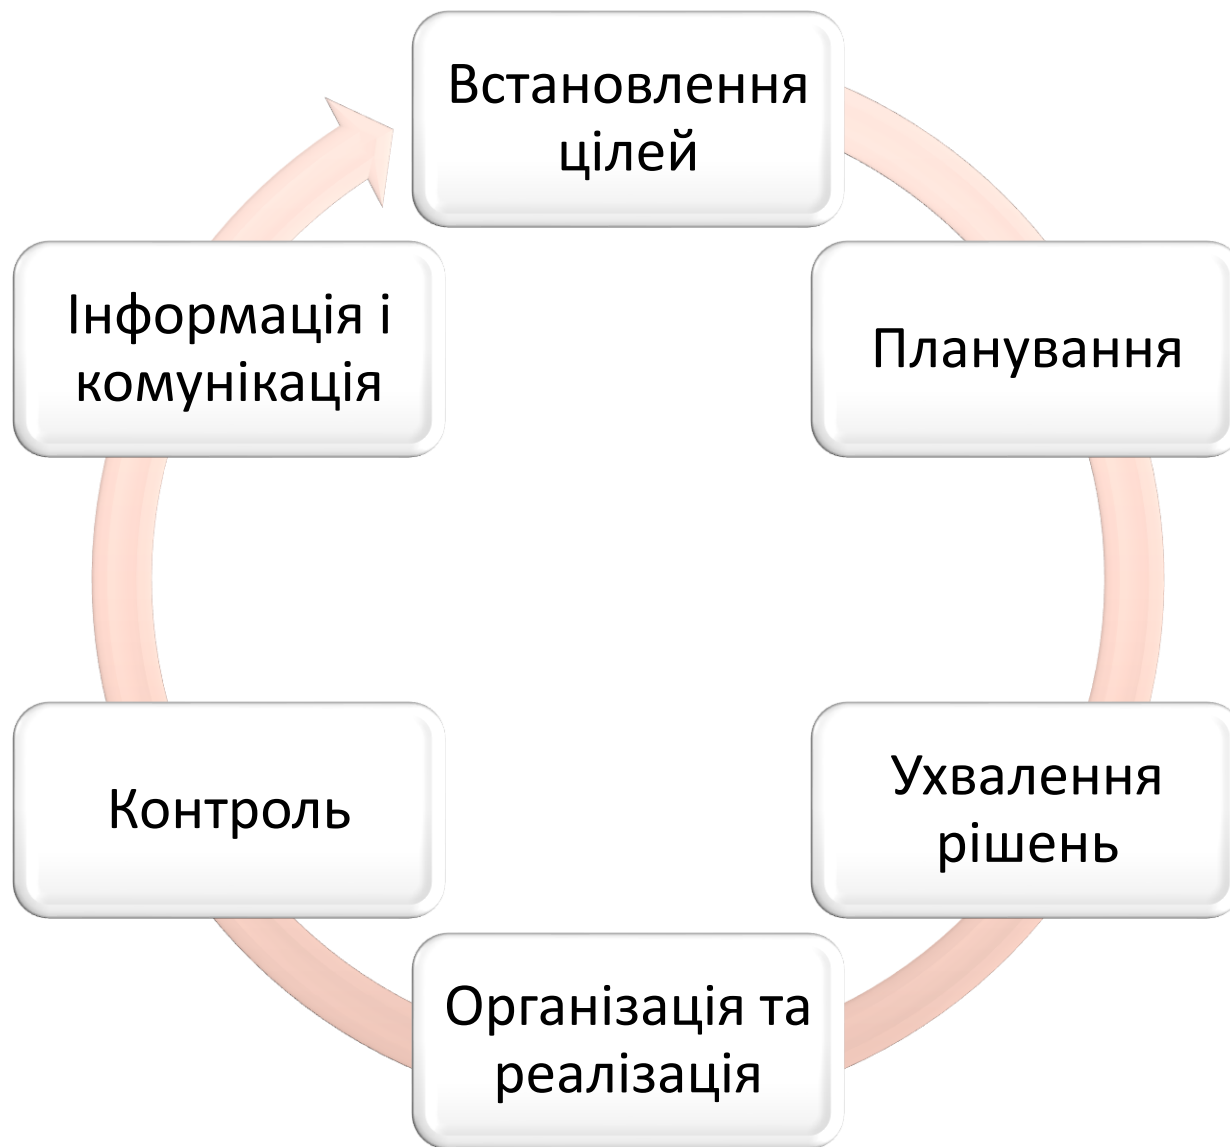 Встановлення
цілей
Планування
Ухвалення
рішень
Організація та
реалізація
Контроль
Інформація і
комунікація